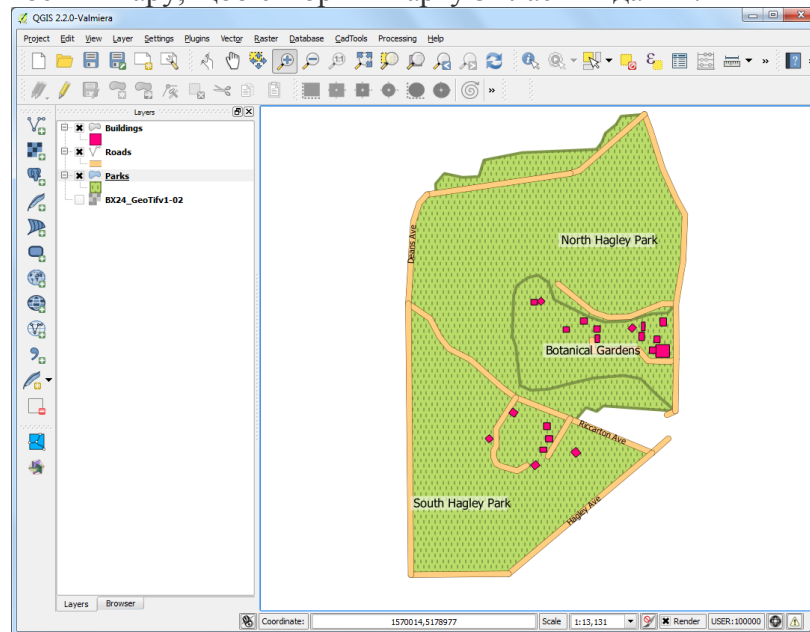 QGIS 2.2.0-Valmiera
Project Edit View Layer Settings Plugins Vector Raster Database CadTools Processing Help
Layers
Buildings
Roads
Parks
BX24_GeoTifv1-02
North Hagley Park
Deans Ave
Botanical Gardens
Riccarton Ave
South Hagley Park
Hagley Ave
Layers Browser
Coordinate: 1570014,5178977 Scale 1:13,131 Render USER:100000